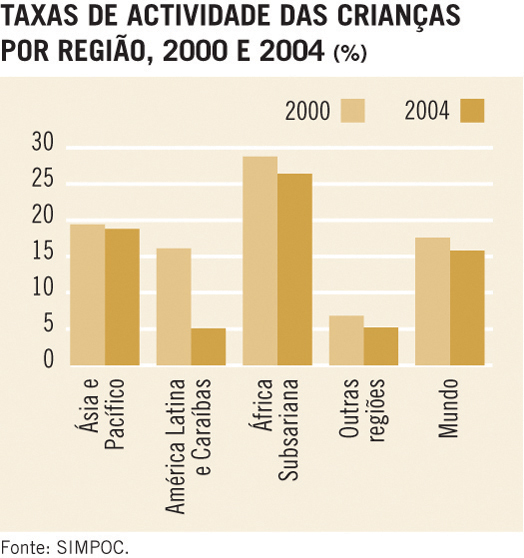 TAXAS DE ACTIVIDADE DAS CRIANÇAS
POR REGIÃO, 2000 E 2004 (%)
2000
2004
30
25
20
15
10
5
0
Ásia e
Pacífico
América Latina
e Caraíbas
África
Subsariana
Outras
regiões
Mundo
Fonte: SIMPOC.